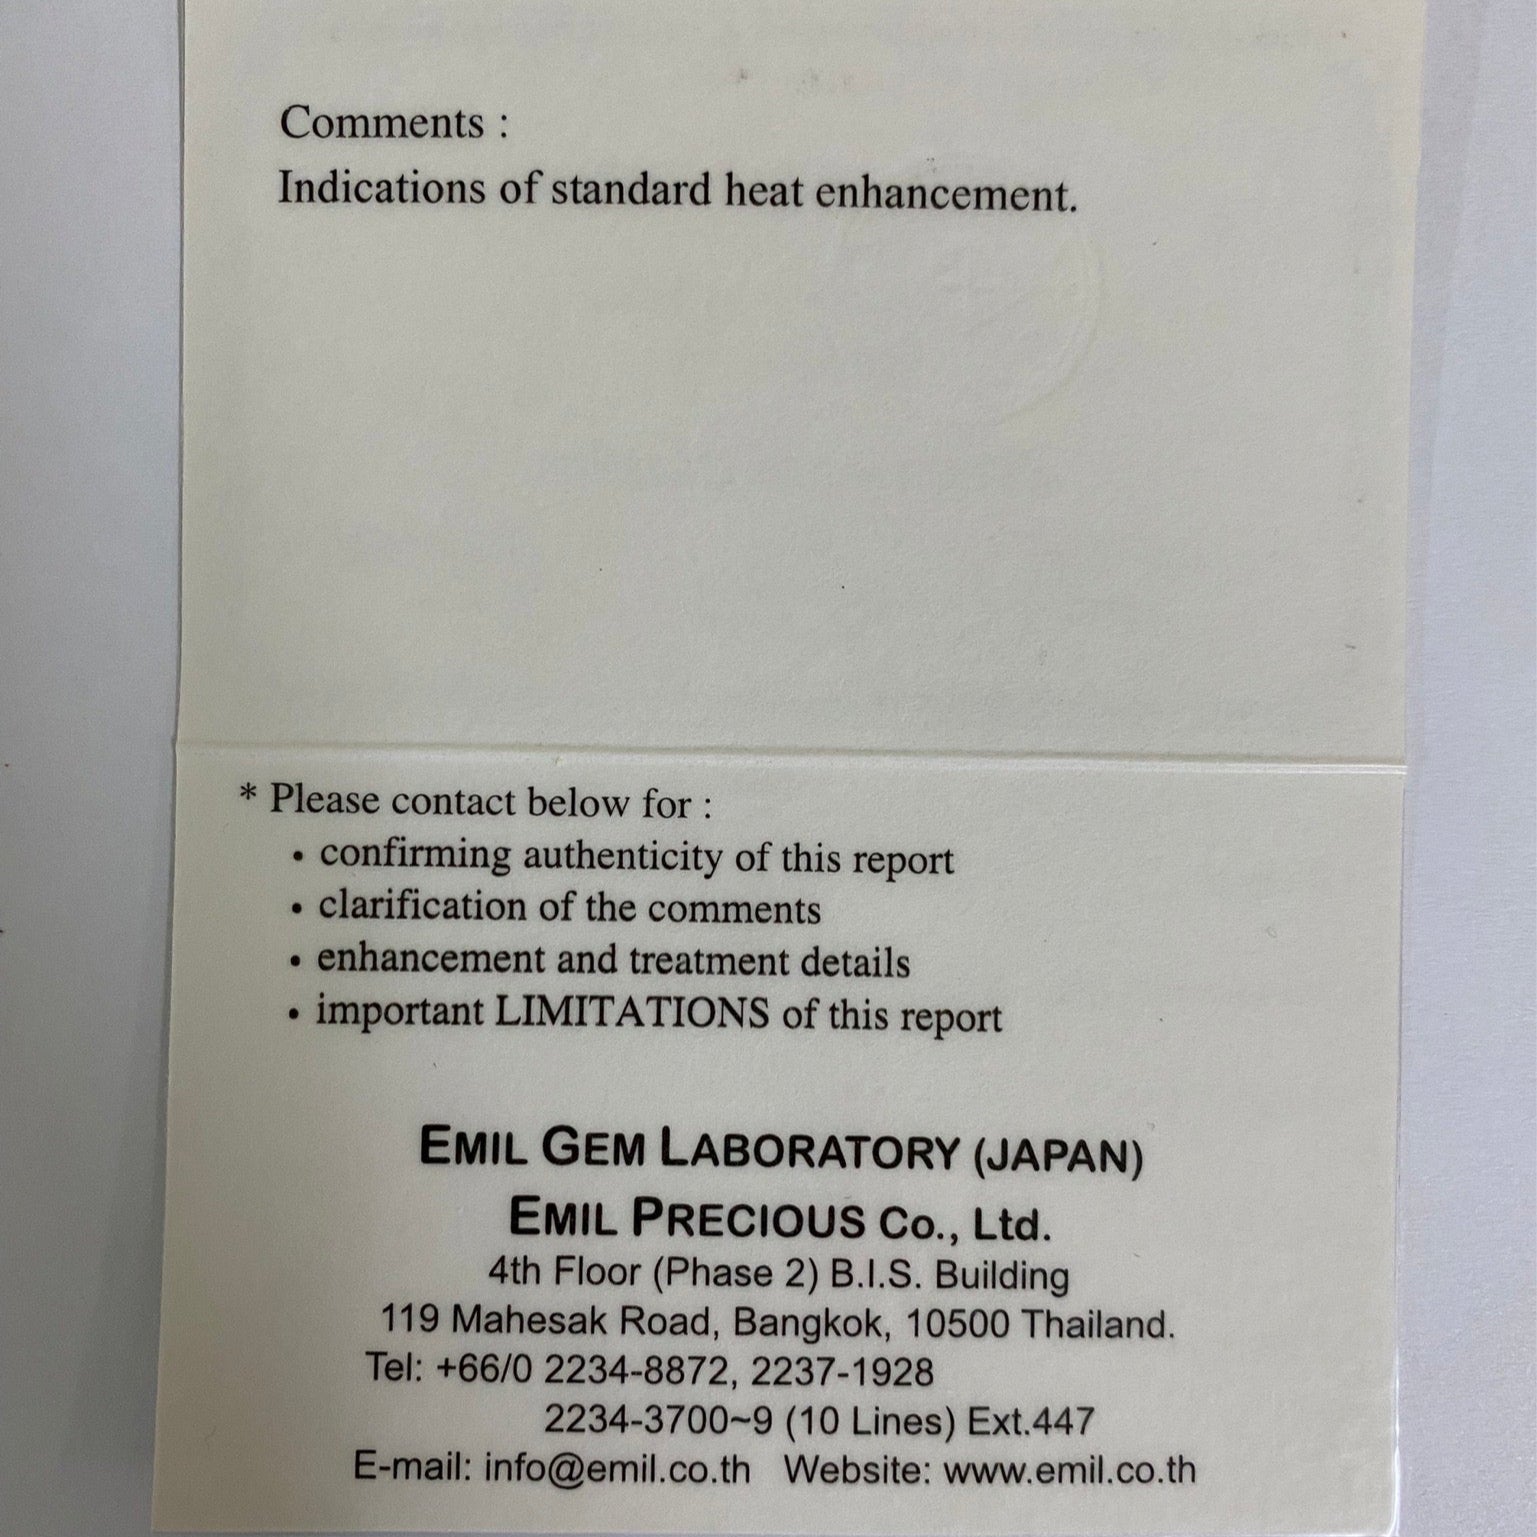 Comments :
Indications of standard heat enhancement.
* Please contact below for :
• confirming authenticity of this report
• clarification of the comments
• enhancement and treatment details
• important LIMITATIONS of this report
EMIL GEM LABORATORY (JAPAN)
EMIL PRECIOUS Co., Ltd.
4th Floor (Phase 2) B.I.S. Building
119 Mahesak Road, Bangkok, 10500 Thailand.
Tel: +66/0 2234-8872, 2237-1928
2234-3700~9 (10 Lines) Ext.447
E-mail: info@emil.co.th Website: www.emil.co.th